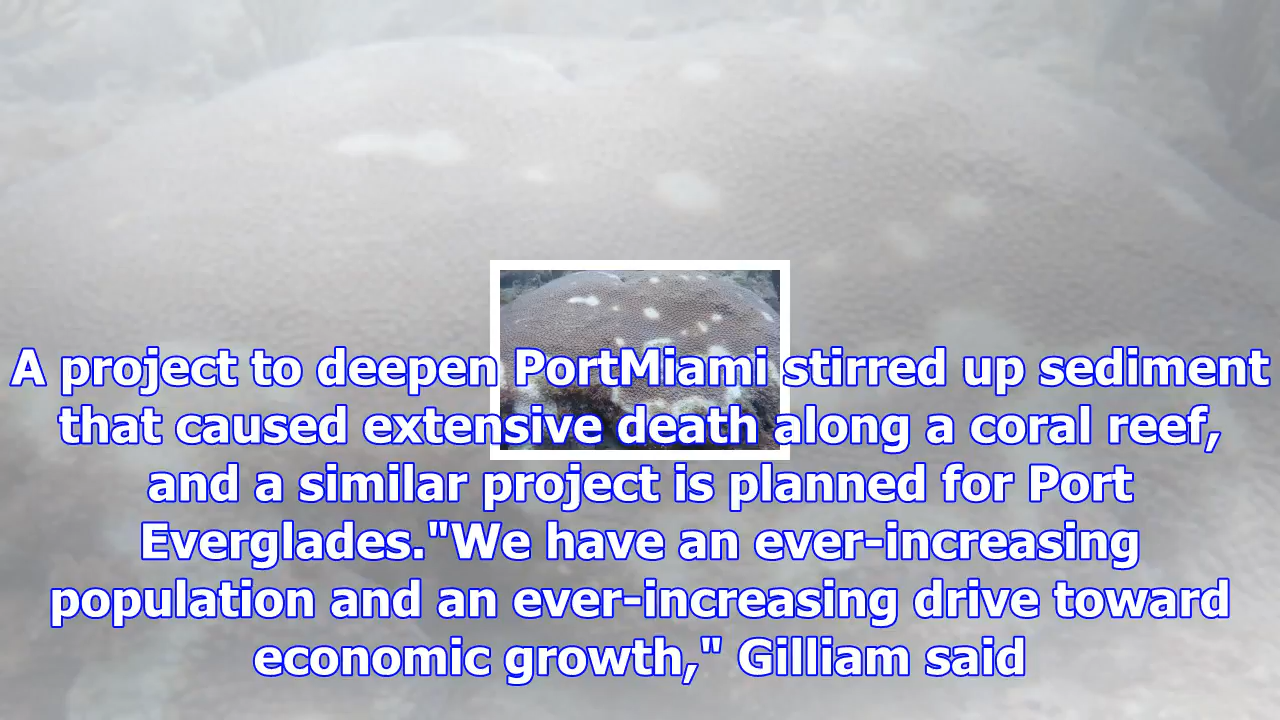 A project to deepen PortMiami stirred up sediment
that caused extensive death along a coral reef,
and a similar project is planned for Port
Everglades."We have an ever-increasing
population and an ever-increasing drive toward
economic growth," Gilliam said